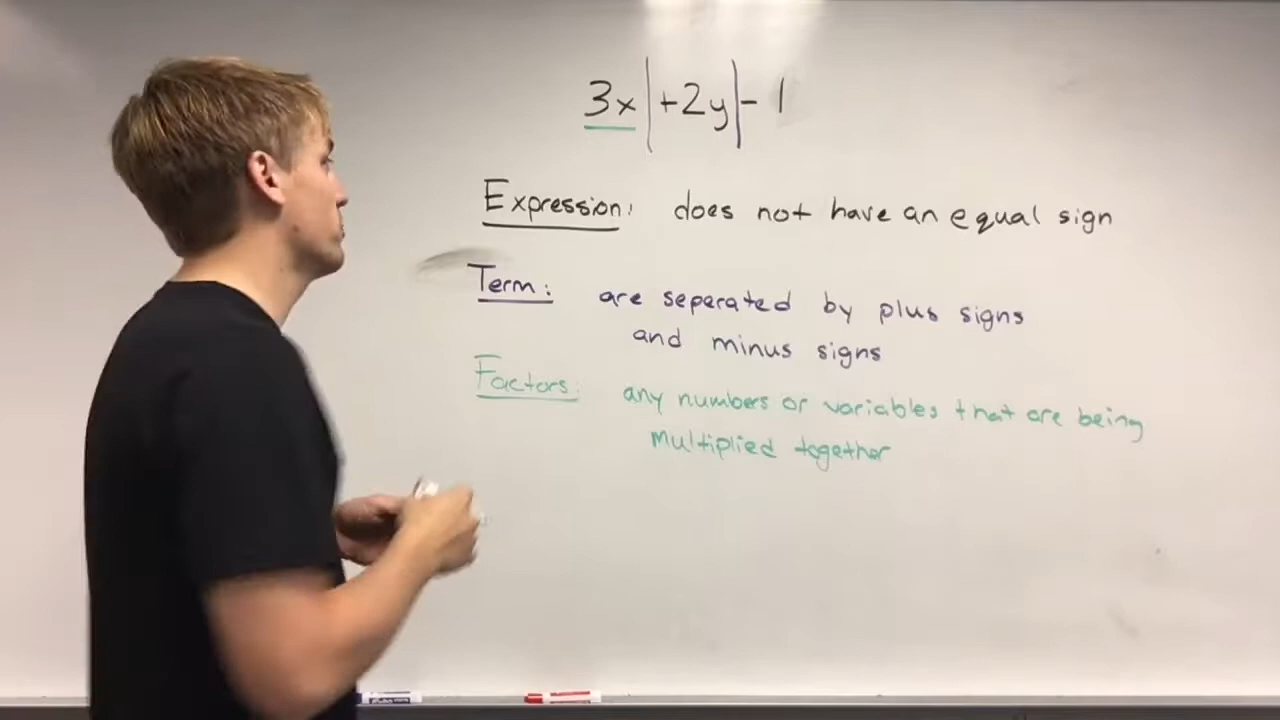 3x|+2y|- 1
Expression: does not have an equal sign
Term: are separated by plus signs
and minus signs
Factors: any numbers or variables that are being
multiplied together